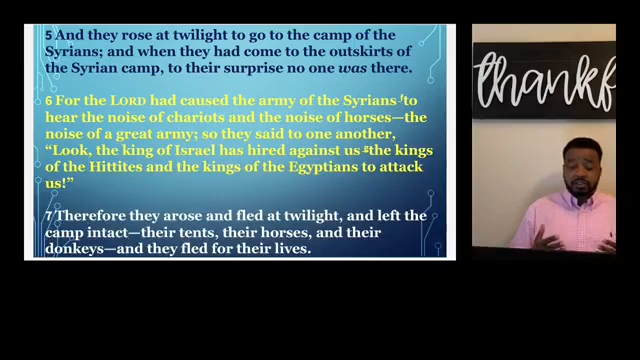 5 And they rose at twilight to go to the camp of the
Syrians; and when they had come to the outskirts of
the Syrian camp, to their surprise no one was there.
6 For the LORD had caused the army of the Syrians f to
hear the noise of chariots and the noise of horses—the
noise of a great army; so they said to one another,
“Look, the king of Israel has hired against us g the kings
of the Hittites and the kings of the Egyptians to attack
us!”
7 Therefore they arose and fled at twilight, and left the
camp intact—their tents, their horses, and their
donkeys—and they fled for their lives.
thankf